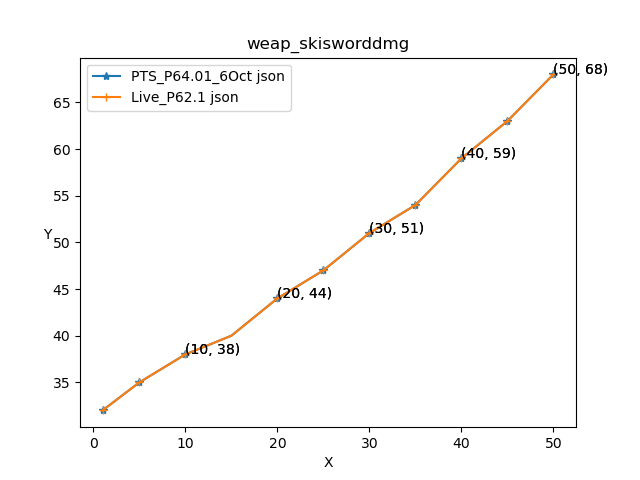 weap_skisworddmg
PTS_P64.01_6Oct json
Live_P62.1 json
(50, 68)
(40, 59)
(30, 51)
(20, 44)
(10, 38)
65
60
55
50
45
40
35
Y
0 10 20 30 40 50
X